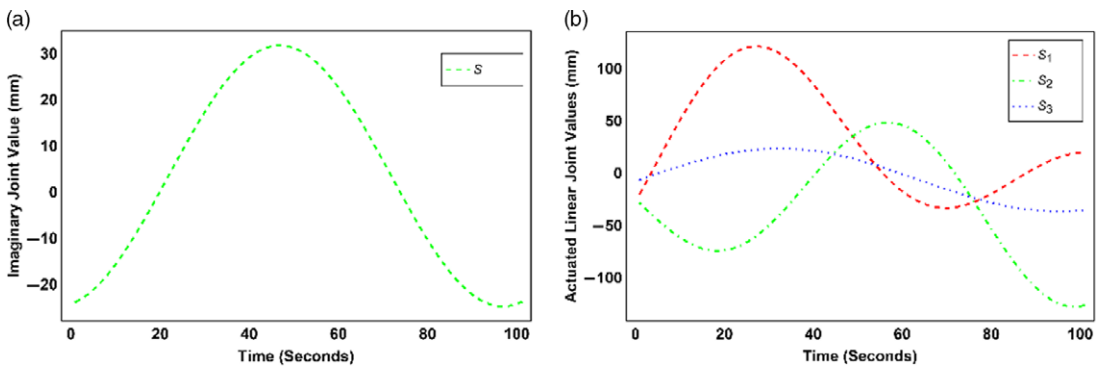 (a)
Imaginary Joint Value (mm)
30
20
10
0
−10
−20
S
0 20 40 60 80 100
Time (Seconds)
(b)
Actuated Linear Joint Values (mm)
100
50
0
−50
−100
S1
S2
S3
0 20 40 60 80 100
Time (Seconds)